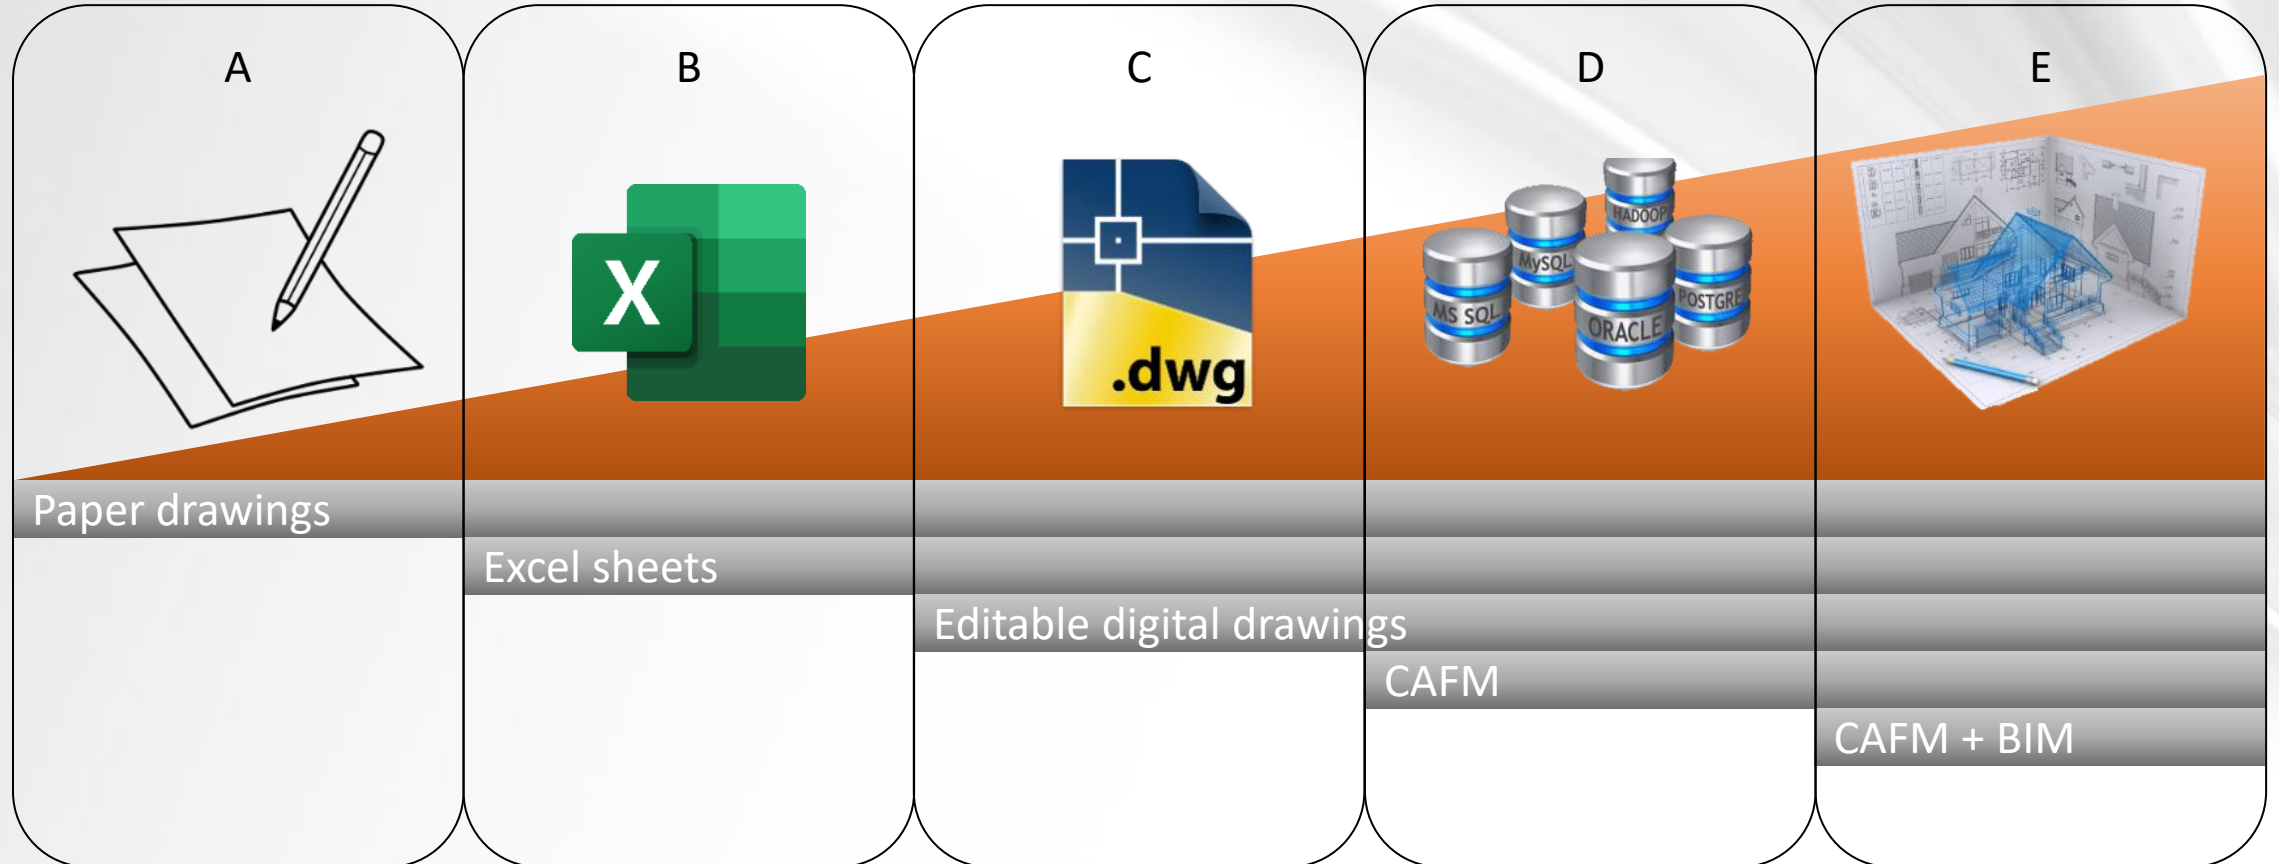 A
B
C
D
E
X
.dwg
HADOOP
MySQL
MS SQL
POSTGRE
ORACLE
Paper drawings
Excel sheets
Editable digital drawings
CAFM
CAFM + BIM